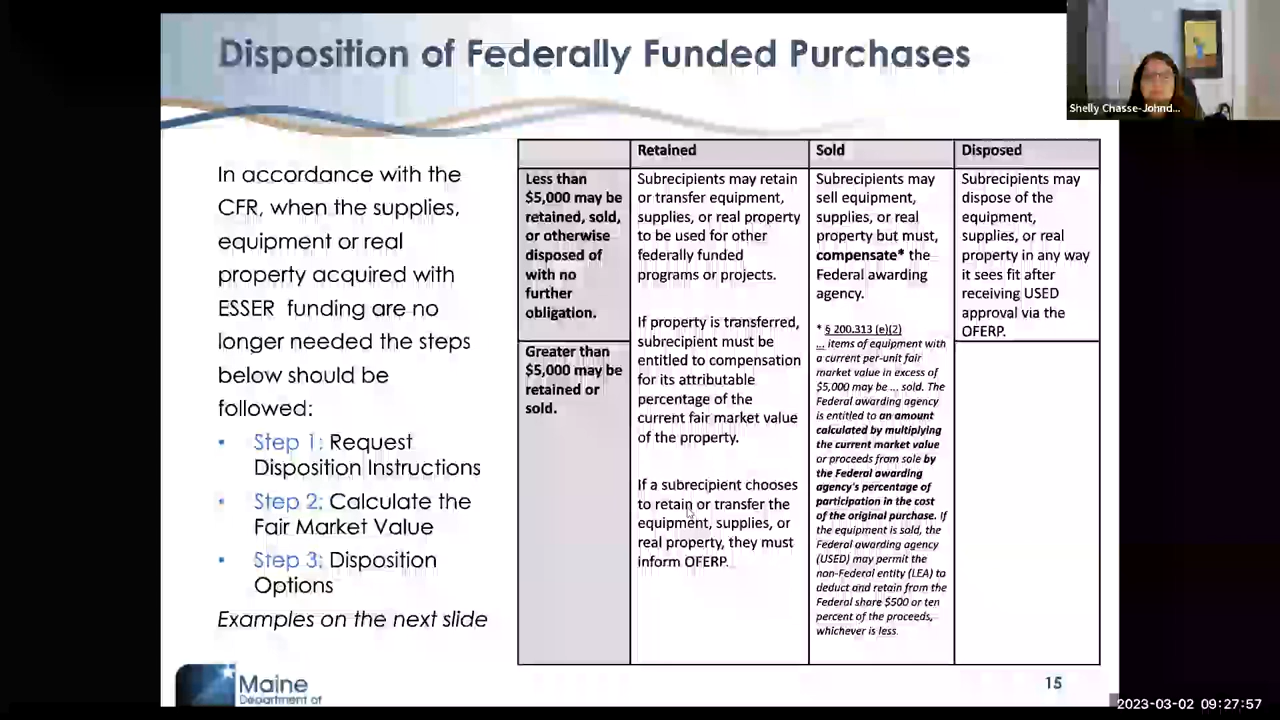 Disposition of Federally Funded Purchases
Shelly Chasse-Johnd...
In accordance with the
CFR, when the supplies,
equipment or real
property acquired with
ESSER funding are no
longer needed the steps
below should be
followed:
• Step 1: Request
Disposition Instructions
• Step 2: Calculate the
Fair Market Value
• Step 3: Disposition
Options
Examples on the next slide
Retained
Sold
Disposed
Less than
$5,000 may be
retained, sold,
or otherwise
disposed of
with no
further
obligation.
Greater than
$5,000 may be
retained or
sold.
Subrecipients may retain
or transfer equipment,
supplies, or real property
to be used for other
federally funded
programs or projects.
If property is transferred,
subrecipient must be
entitled to compensation
for its attributable
percentage of the
current fair market value
of the property.
If a subrecipient chooses
to retain or transfer the
equipment, supplies, or
real property, they must
inform OFERP.
Subrecipients may
sell equipment,
supplies, or real
property but must,
compensate* the
Federal awarding
agency.
* § 200.313 (e)(2)
... items of equipment with
a current per-unit fair
market value in excess of
$5,000 may be ... sold. The
Federal awarding agency
is entitled to an amount
calculated by multiplying
the current market value
or proceeds from sale by
the Federal awarding
agency's percentage of
participation in the cost
of the original purchase. If
the equipment is sold, the
Federal awarding agency
(USED) may permit the
non-Federal entity (LEA) to
deduct and retain from the
Federal share $500 or ten
percent of the proceeds,
whichever is less.
Subrecipients may
dispose of the
equipment,
supplies, or real
property in any way
it sees fit after
receiving USED
approval via the
OFERP.
Maine
Department of
15
2023-03-02 09:27:57